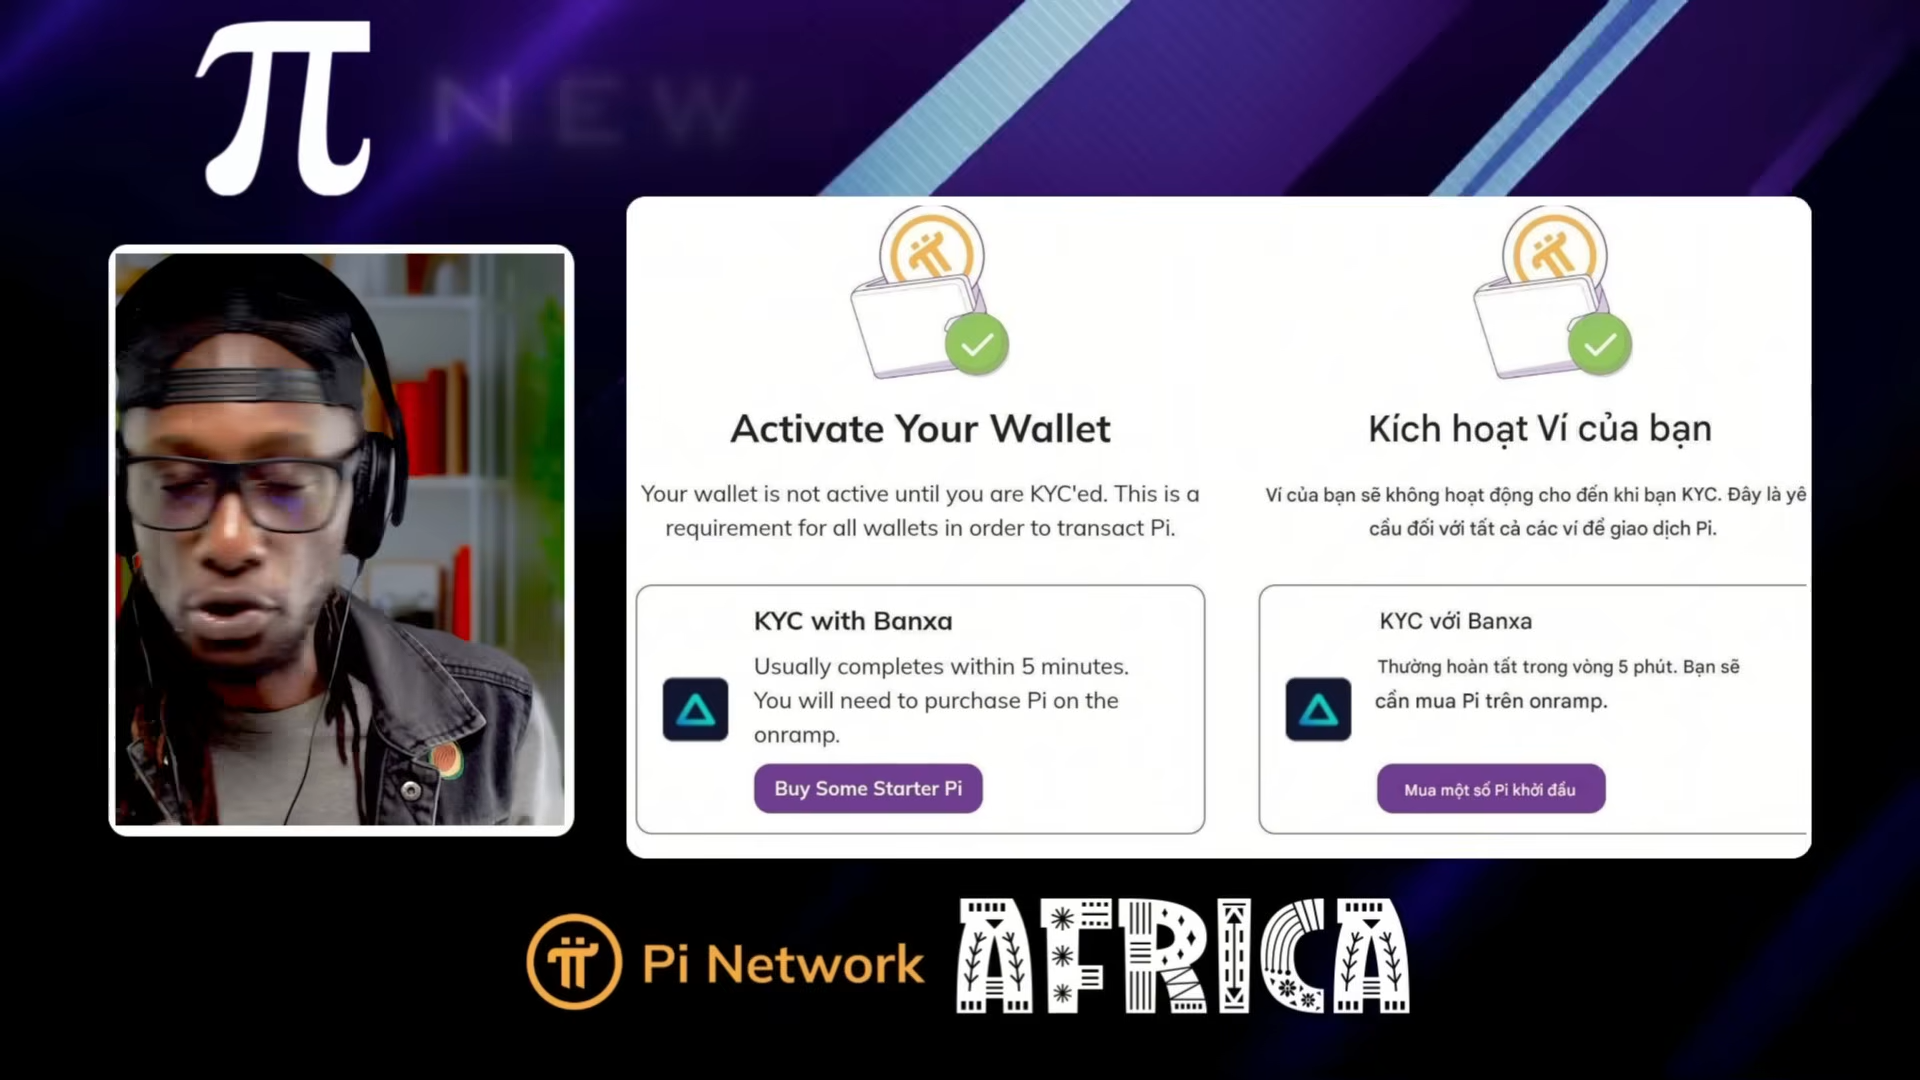 π NEW
Activate Your Wallet
Your wallet is not active until you are KYC'ed. This is a
requirement for all wallets in order to transact Pi.
KYC with Banxa
Usually completes within 5 minutes.
You will need to purchase Pi on the
onramp.
Buy Some Starter Pi
Kích hoạt Ví của bạn
Ví của bạn sẽ không hoạt động cho đến khi bạn KYC. Đây là yê
cầu đối với tất cả các ví để giao dịch Pi.
KYC với Banxa
Thường hoàn tất trong vòng 5 phút. Bạn sẽ
cần mua Pi trên onramp.
Mua một số Pi khởi đầu
Pi Network AFRICA